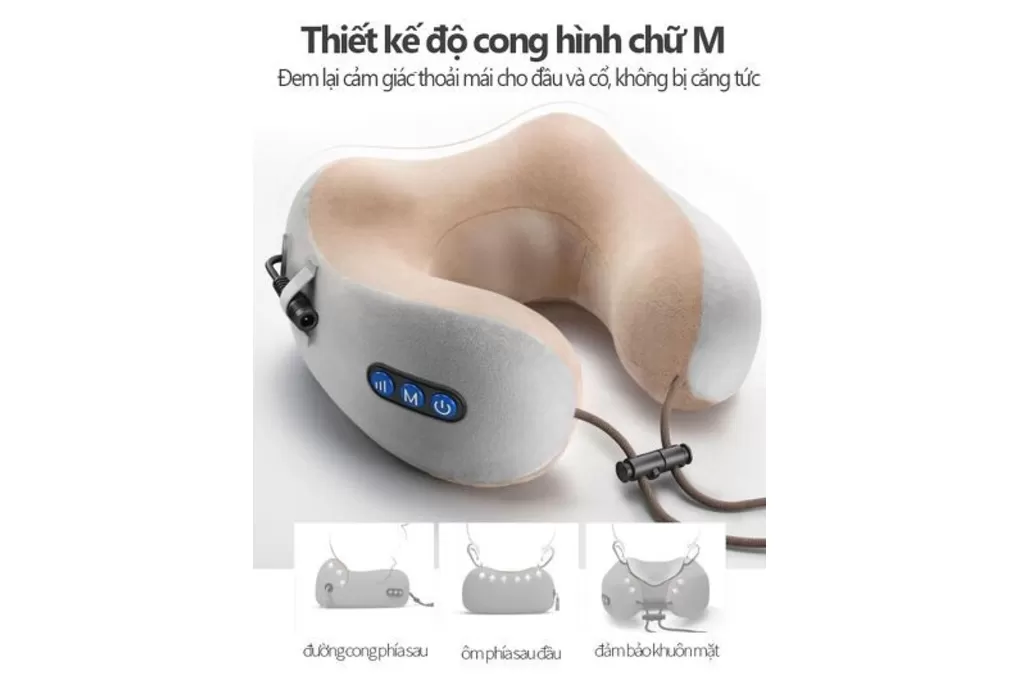 Thiết kế độ cong hình chữ M
Đem lại cảm giác thoải mái cho đầu và cổ, không bị căng tức
M
đường cong phía sau
ôm phía sau đầu
đảm bảo khuôn mặt